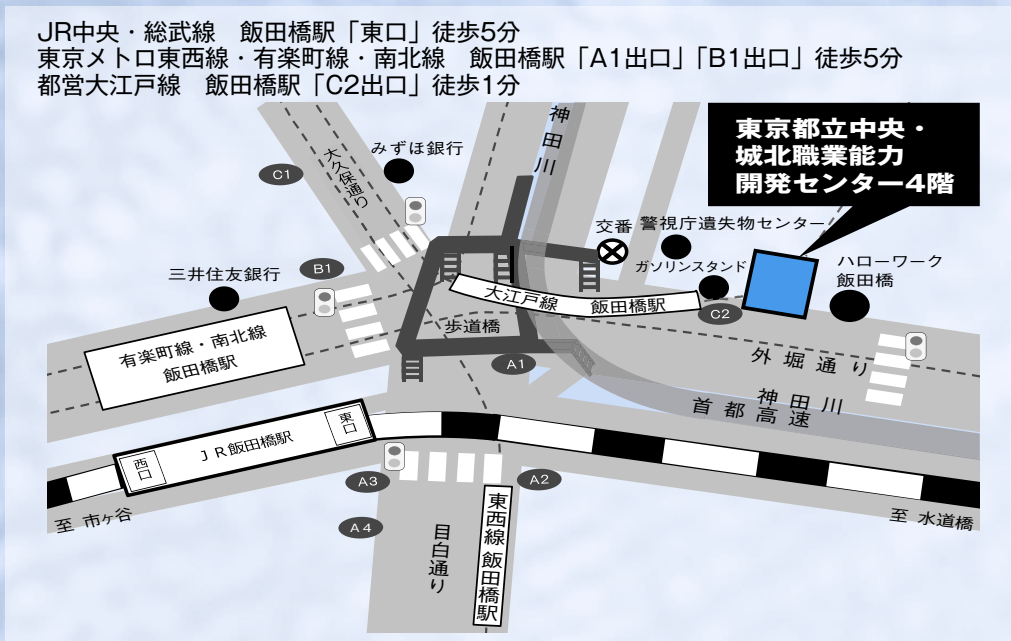 JR中央・総武線　飯田橋駅「東口」徒歩5分
東京メトロ東西線・有楽町線・南北線　飯田橋駅「A1出口」「B1出口」徒歩5分
都営大江戸線　飯田橋駅「C2出口」徒歩1分
東京都立中央・
城北職業能力
開発センター4階
神田川
大久保通り
みずほ銀行
C1
交番
警視庁遺失物センター
ガソリンスタンド
ハローワーク
飯田橋
三井住友銀行
B1
大江戸線　飯田橋駅
C2
歩道橋
有楽町線・南北線
飯田橋駅
A1
外堀通り
神田川
首都高速
東口
JR飯田橋駅
西口
A3
A2
A4
至 市ヶ谷
至 水道橋
目白通り
東西線 飯田橋駅